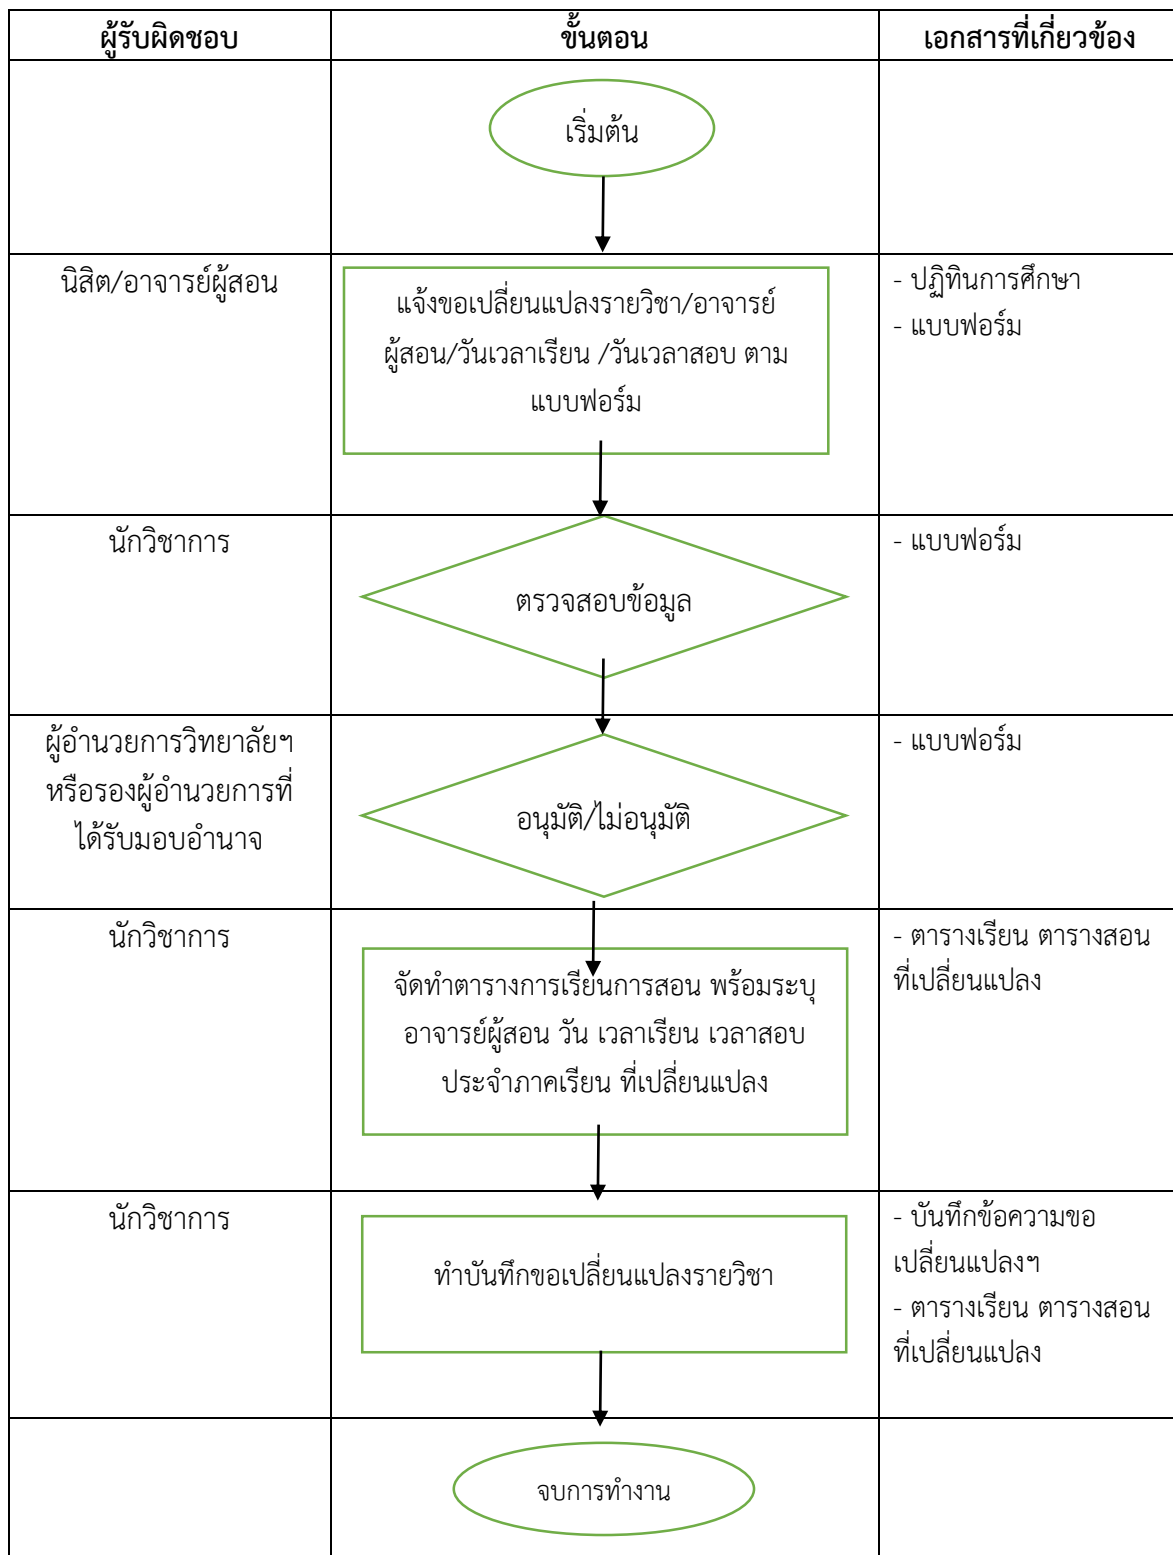 ผู้รับผิดชอบ
ขั้นตอน
เอกสารที่เกี่ยวข้อง
เริ่มต้น
นิสิต/อาจารย์ผู้สอน
แจ้งขอเปลี่ยนแปลงรายวิชา/อาจารย์
ผู้สอน/วันเวลาเรียน /วันเวลาสอบ ตาม
แบบฟอร์ม
- ปฏิทินการศึกษา
- แบบฟอร์ม
นักวิชาการ
ตรวจสอบข้อมูล
- แบบฟอร์ม
ผู้อำนวยการวิทยาลัยฯ
หรือรองผู้อำนวยการที่
ได้รับมอบอำนาจ
อนุมัติ/ไม่อนุมัติ
- แบบฟอร์ม
นักวิชาการ
จัดทำตารางการเรียนการสอน พร้อมระบุ
อาจารย์ผู้สอน วัน เวลาเรียน เวลาสอบ
ประจำภาคเรียน ที่เปลี่ยนแปลง
- ตารางเรียน ตารางสอน
ที่เปลี่ยนแปลง
นักวิชาการ
ทำบันทึกขอเปลี่ยนแปลงรายวิชา
- บันทึกข้อความขอ
เปลี่ยนแปลงฯ
- ตารางเรียน ตารางสอน
ที่เปลี่ยนแปลง
จบการทำงาน